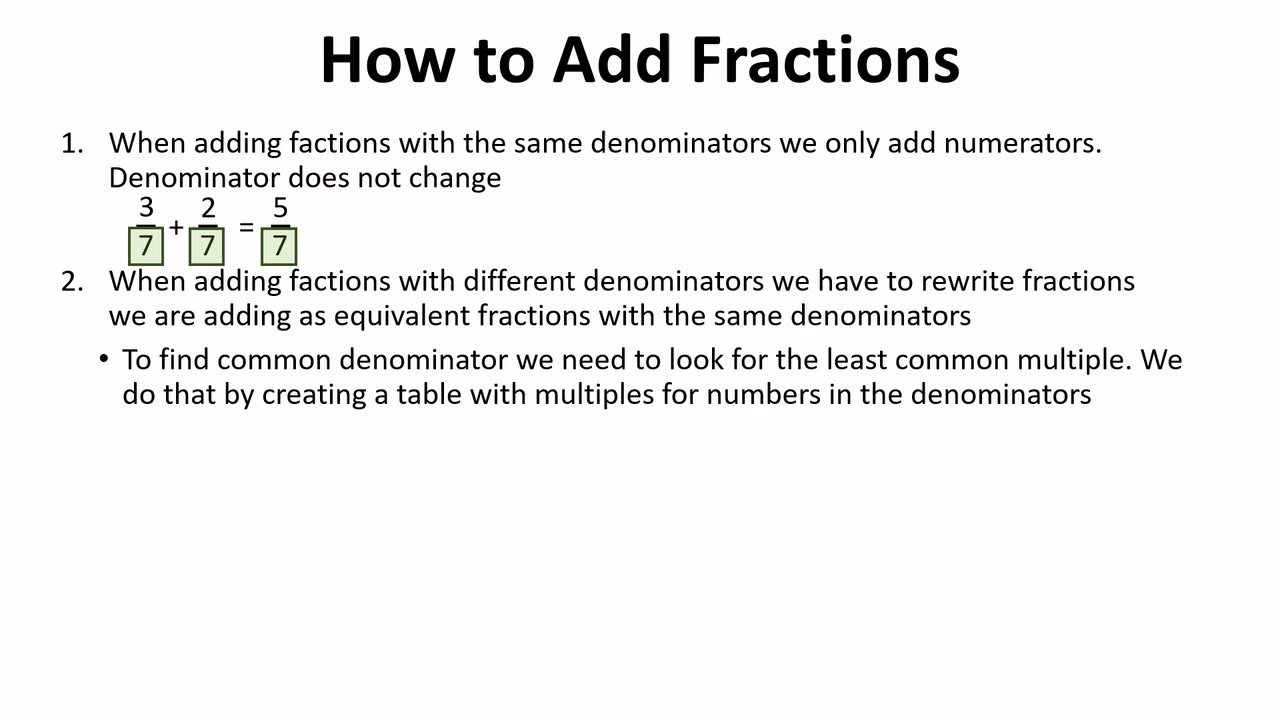 How to Add Fractions
1. When adding factions with the same denominators we only add numerators.
Denominator does not change
3/7 + 2/7 = 5/7
2. When adding factions with different denominators we have to rewrite fractions
we are adding as equivalent fractions with the same denominators
• To find common denominator we need to look for the least common multiple. We
do that by creating a table with multiples for numbers in the denominators